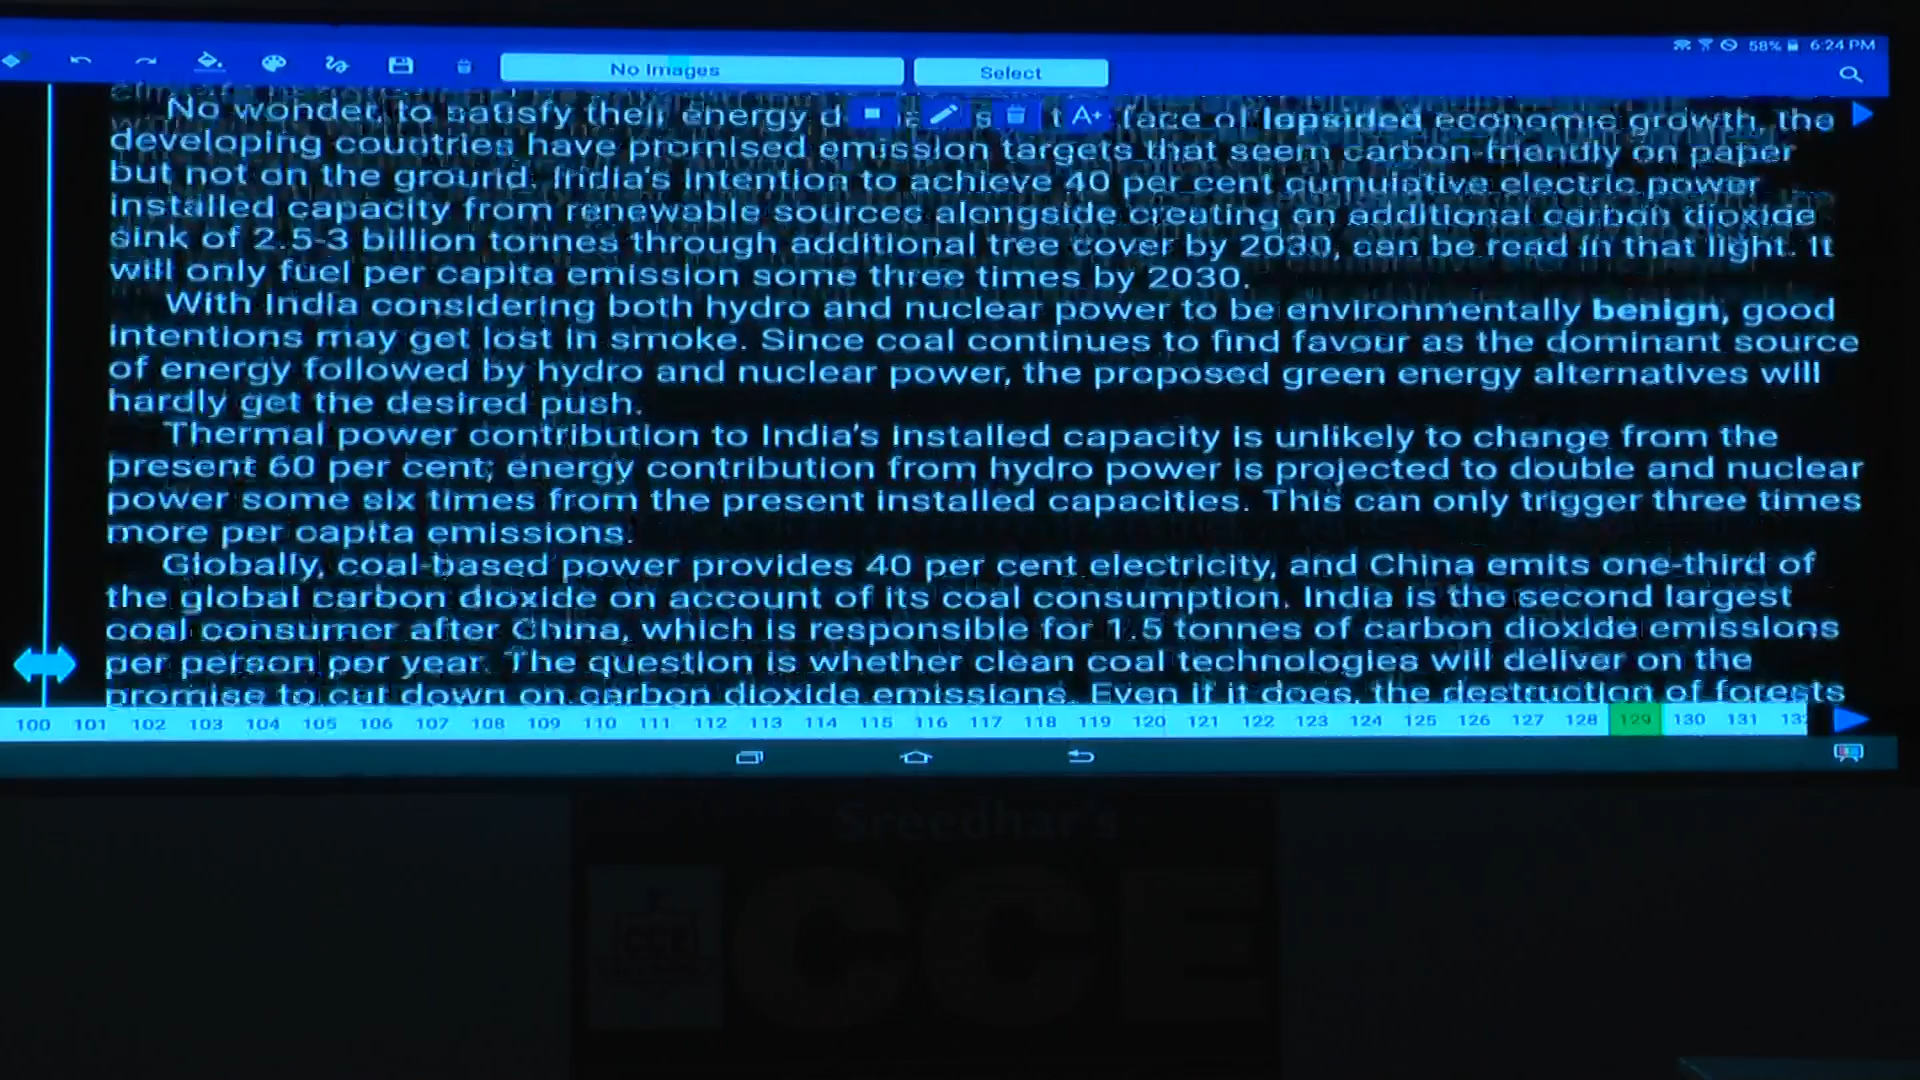 58% 6:24 PM
No Images
Select
No wonder, to satisfy their energy d s t A+ face of lopsided economic growth, the
developing countries have promised emission targets that seem carbon-friendly on paper
but not on the ground. India's intention to achieve 40 per cent cumulative electric power
installed capacity from renewable sources alongside creating an additional carbon dioxide
sink of 2.5-3 billion tonnes through additional tree cover by 2030, can be read in that light. It
will only fuel per capita emission some three times by 2030.
With India considering both hydro and nuclear power to be environmentally benign, good
intentions may get lost in smoke. Since coal continues to find favour as the dominant source
of energy followed by hydro and nuclear power, the proposed green energy alternatives will
hardly get the desired push.
Thermal power contribution to India's installed capacity is unlikely to change from the
present 60 per cent; energy contribution from hydro power is projected to double and nuclear
power some six times from the present installed capacities. This can only trigger three times
more per capita emissions.
Globally, coal-based power provides 40 per cent electricity, and China emits one-third of
the global carbon dioxide on account of its coal consumption. India is the second largest
coal consumer after China, which is responsible for 1.5 tonnes of carbon dioxide emissions
per person per year. The question is whether clean coal technologies will deliver on the
promise to cut down on carbon dioxide emissions. Even if it does, the destruction of forests
100 101 102 103 104 105 106 107 108 109 110 111 112 113 114 115 116 117 118 119 120 121 122 123 124 125 126 127 128 129 130 131
Sreedhar's
CCE